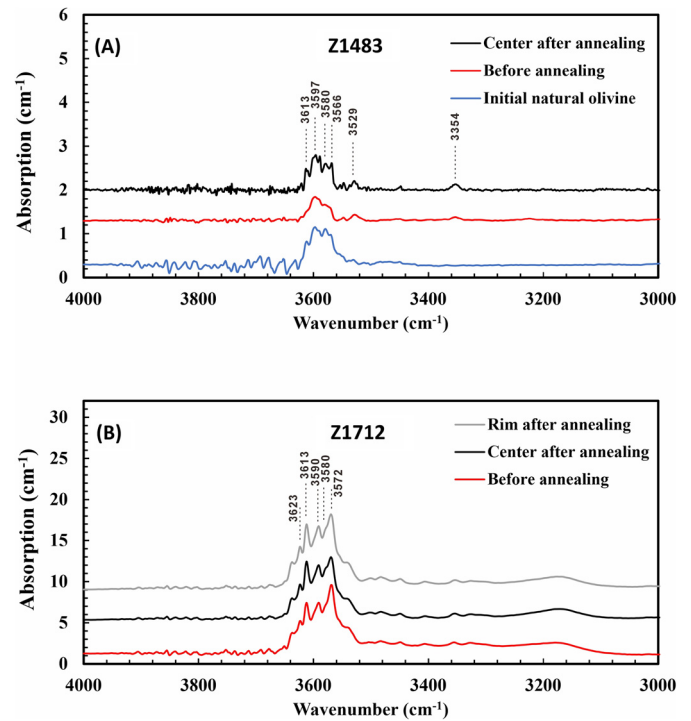 (A)
Z1483
Center after annealing
Before annealing
Initial natural olivine
3613
3597
3580
3566
3529
3354
6
5
4
3
2
1
0
Absorption (cm-1)
4000
3800
3600
3400
3200
3000
Wavenumber (cm-1)
(B)
Z1712
Rim after annealing
Center after annealing
Before annealing
3623
3613
3590
3580
3572
30
25
20
15
10
5
0
Absorption (cm-1)
4000
3800
3600
3400
3200
3000
Wavenumber (cm-1)